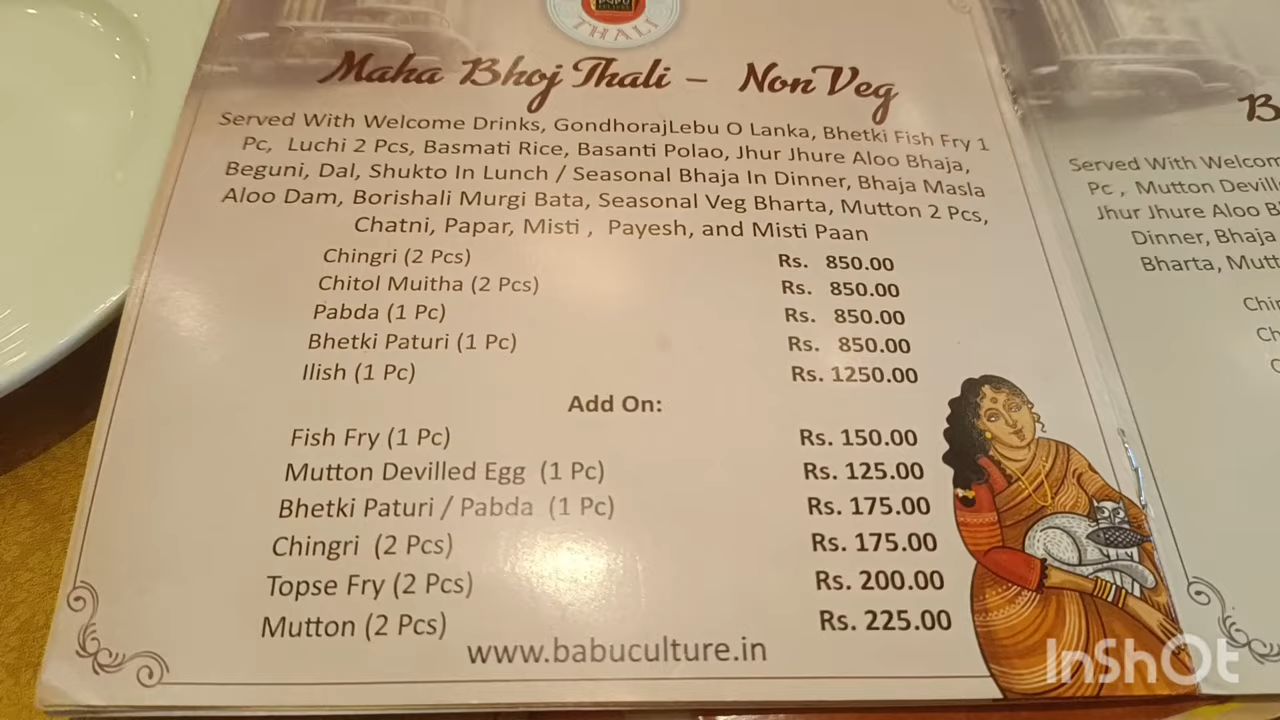 THALI
Maha Bhoj Thali – Non Veg
Served With Welcome Drinks, GondhorajLebu O Lanka, Bhetki Fish Fry 1
Pc, Luchi 2 Pcs, Basmati Rice, Basanti Polao, Jhur Jhure Aloo Bhaja,
Beguni, Dal, Shukto In Lunch / Seasonal Bhaja In Dinner, Bhaja Masla
Aloo Dam, Borishali Murgi Bata, Seasonal Veg Bharta, Mutton 2 Pcs,
Chatni, Papar, Misti , Payesh, and Misti Paan
Chingri (2 Pcs) Rs. 850.00
Chitol Muitha (2 Pcs) Rs. 850.00
Pabda (1 Pc) Rs. 850.00
Bhetki Paturi (1 Pc) Rs. 850.00
Ilish (1 Pc) Rs. 1250.00
Add On:
Fish Fry (1 Pc) Rs. 150.00
Mutton Devilled Egg (1 Pc) Rs. 125.00
Bhetki Paturi / Pabda (1 Pc) Rs. 175.00
Chingri (2 Pcs) Rs. 175.00
Topse Fry (2 Pcs) Rs. 200.00
Mutton (2 Pcs) Rs. 225.00
www.babuculture.in
Served With
Pc , Mutton
Jhur Jhure Aloo
Dinner, Bhaja
Bharta,
InShOt